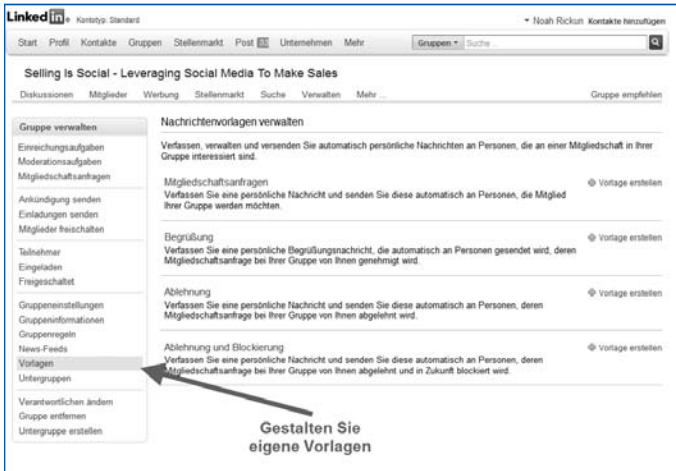 Linked in Kontotyp: Standard
Noah Rickun Kontakte hinzufügen
Start Profil Kontakte Gruppen Stellenmarkt Post 33 Unternehmen Mehr Gruppen Suche ...
Selling Is Social - Leveraging Social Media To Make Sales
Diskussionen Mitglieder Werbung Stellenmarkt Suche Verwalten Mehr ... Gruppe empfehlen
Gruppe verwalten
Einreichungsaufgaben
Moderationsaufgaben
Mitgliedschaftsanfragen
Ankündigung senden
Einladungen senden
Mitglieder freischalten
Teilnehmer
Eingeladen
Freigeschaltet
Gruppeneinstellungen
Gruppeninformationen
Gruppenregeln
News-Feeds
Vorlagen
Untergruppen
Verantwortlichen ändern
Gruppe entfernen
Untergruppe erstellen
Nachrichtenvorlagen verwalten
Verfassen, verwalten und versenden Sie automatisch persönliche Nachrichten an Personen, die an einer Mitgliedschaft in Ihrer
Gruppe interessiert sind.
Mitgliedschaftsanfragen Vorlage erstellen
Verfassen Sie eine persönliche Nachricht und senden Sie diese automatisch an Personen, die Mitglied
Ihrer Gruppe werden möchten.
Begrüßung Vorlage erstellen
Verfassen Sie eine persönliche Begrüßungsnachricht, die automatisch an Personen gesendet wird, deren
Mitgliedschaftsanfrage bei Ihrer Gruppe von Ihnen genehmigt wird.
Ablehnung Vorlage erstellen
Verfassen Sie eine persönliche Nachricht und senden Sie diese automatisch an Personen, deren
Mitgliedschaftsanfrage bei Ihrer Gruppe von Ihnen abgelehnt wird.
Ablehnung und Blockierung Vorlage erstellen
Verfassen Sie eine persönliche Nachricht und senden Sie diese automatisch an Personen, deren
Mitgliedschaftsanfrage bei Ihrer Gruppe von Ihnen abgelehnt und in Zukunft blockiert wird.
Gestalten Sie
eigene Vorlagen